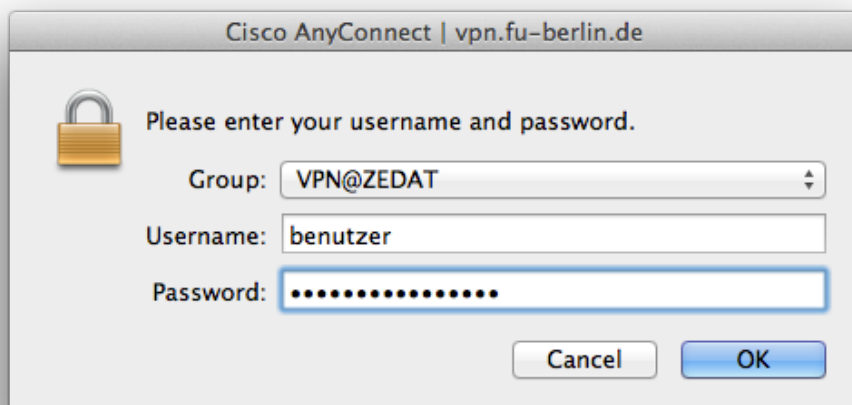 Cisco AnyConnect | vpn.fu-berlin.de
Please enter your username and password.
Group: VPN@ZEDAT
Username: benutzer
Password: ••••••••••••••••
Cancel OK